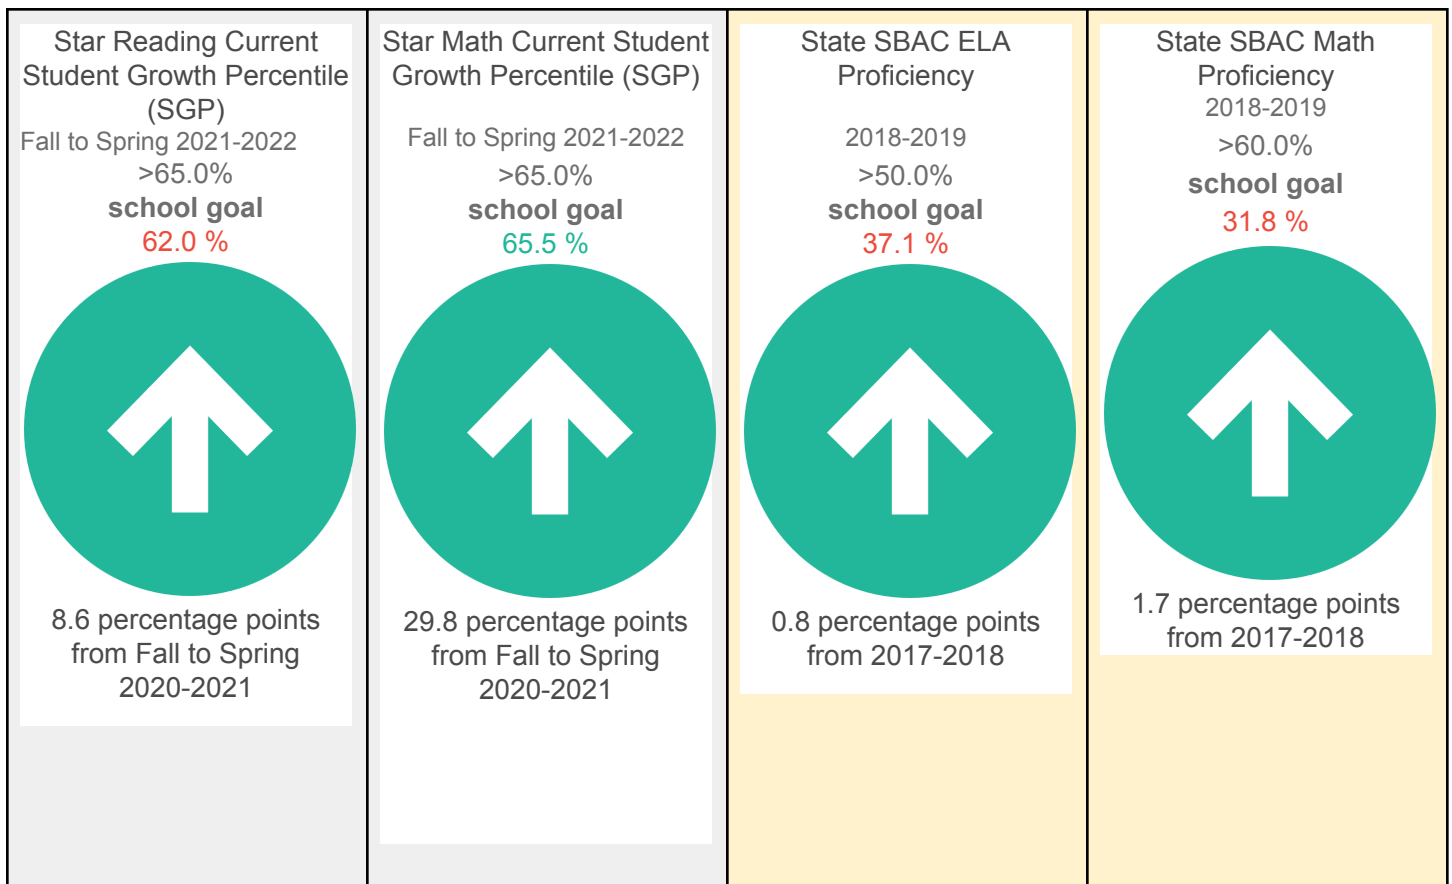 Star Reading Current
Student Growth Percentile
(SGP)
Fall to Spring 2021-2022
>65.0%
school goal
62.0 %
8.6 percentage points
from Fall to Spring
2020-2021
Star Math Current Student
Growth Percentile (SGP)
Fall to Spring 2021-2022
>65.0%
school goal
65.5 %
29.8 percentage points
from Fall to Spring
2020-2021
State SBAC ELA
Proficiency
2018-2019
>50.0%
school goal
37.1 %
0.8 percentage points
from 2017-2018
State SBAC Math
Proficiency
2018-2019
>60.0%
school goal
31.8 %
1.7 percentage points
from 2017-2018